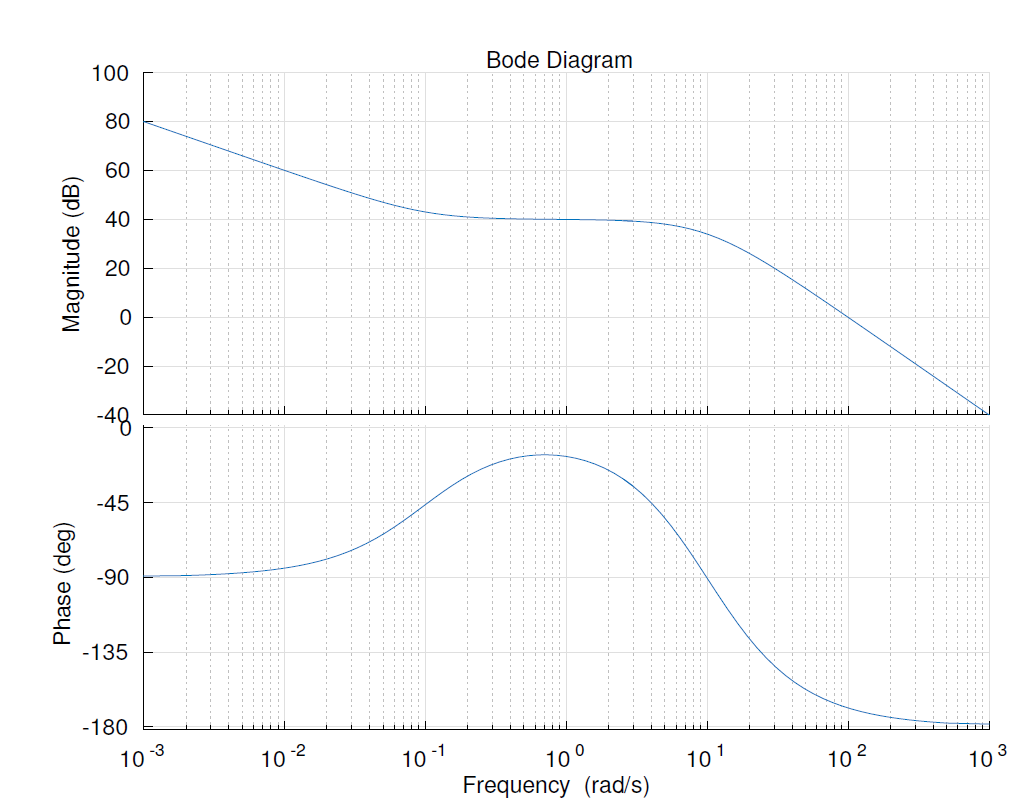 Bode Diagram
100
80
60
40
20
0
-20
-40
Magnitude (dB)
0
-45
-90
-135
-180
Phase (deg)
10 -3 10 -2 10 -1 10 0 10 1 10 2 10 3
Frequency (rad/s)